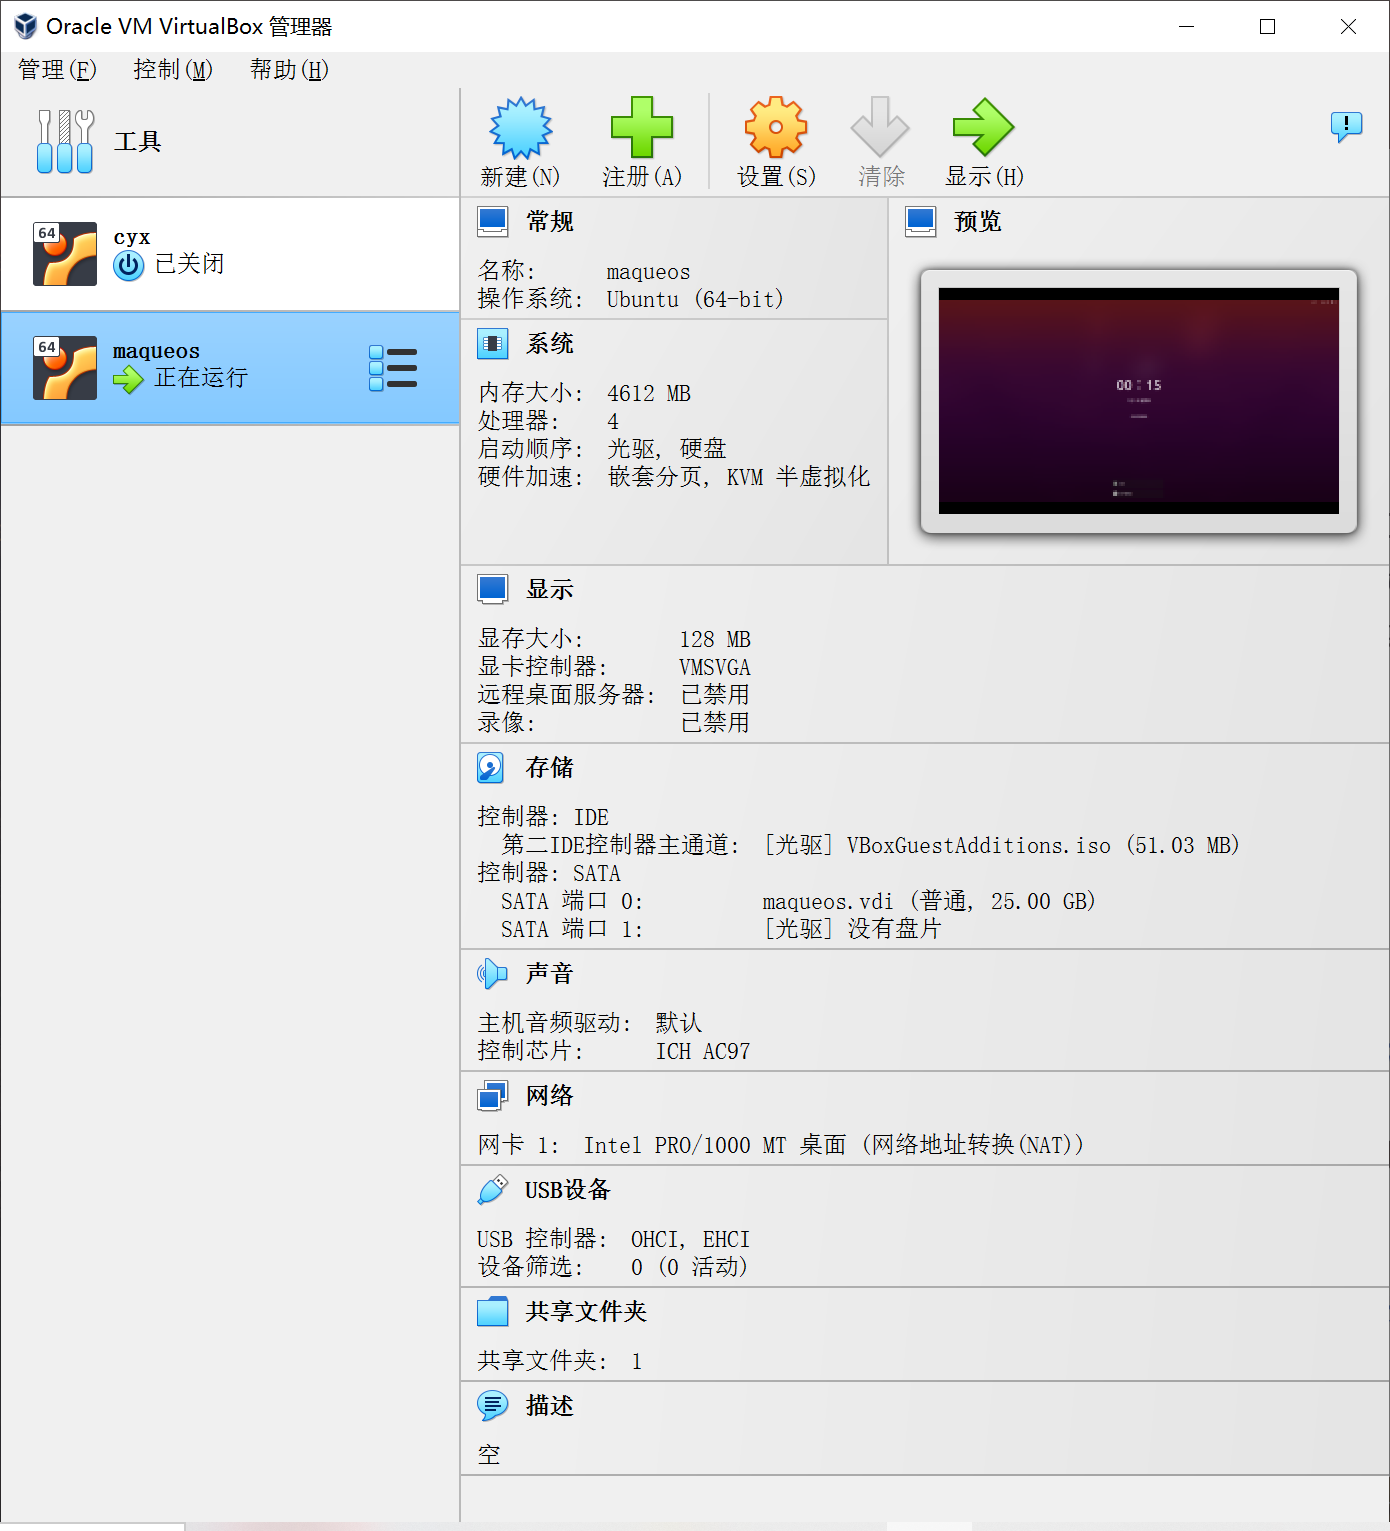 Oracle VM VirtualBox 管理器
管理(F) 控制(M) 帮助(H)
工具
新建(N) 注册(A) 设置(S) 清除 显示(H)
64
cyx
已关闭
64
maqueos
正在运行
常规
名称: maqueos
操作系统: Ubuntu (64-bit)
系统
内存大小: 4612 MB
处理器: 4
启动顺序: 光驱, 硬盘
硬件加速: 嵌套分页, KVM 半虚拟化
预览
00:15
显示
显存大小: 128 MB
显卡控制器: VMSVGA
远程桌面服务器: 已禁用
录像: 已禁用
存储
控制器: IDE
第二IDE控制器主通道: [光驱] VBoxGuestAdditions.iso (51.03 MB)
控制器: SATA
SATA 端口 0: maqueos.vdi (普通, 25.00 GB)
SATA 端口 1: [光驱] 没有盘片
声音
主机音频驱动: 默认
控制芯片: ICH AC97
网络
网卡 1: Intel PRO/1000 MT 桌面 (网络地址转换(NAT))
USB设备
USB 控制器: OHCI, EHCI
设备筛选: 0 (0 活动)
共享文件夹
共享文件夹: 1
描述
空